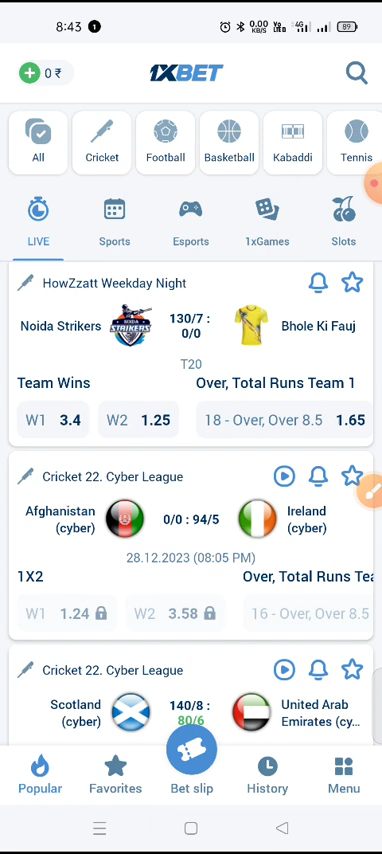 8:43 1 0.00 KB/S Vo LTE 4G 89
0 ₹ 1XBET
All Cricket Football Basketball Kabaddi Tennis
LIVE Sports Esports 1xGames Slots
HowZzatt Weekday Night
Noida Strikers STRIKERS 130/7 : 0/0 Bhole Ki Fauj
T20
Team Wins Over, Total Runs Team 1
W1 3.4 W2 1.25 18 - Over, Over 8.5 1.65
Cricket 22. Cyber League
Afghanistan (cyber) 0/0 : 94/5 Ireland (cyber)
28.12.2023 (08:05 PM)
1X2 Over, Total Runs Tea
W1 1.24 W2 3.58 16 - Over, Over 8.5
Cricket 22. Cyber League
Scotland (cyber) 140/8 : 80/6 United Arab Emirates (cy...
Popular Favorites Bet slip History Menu